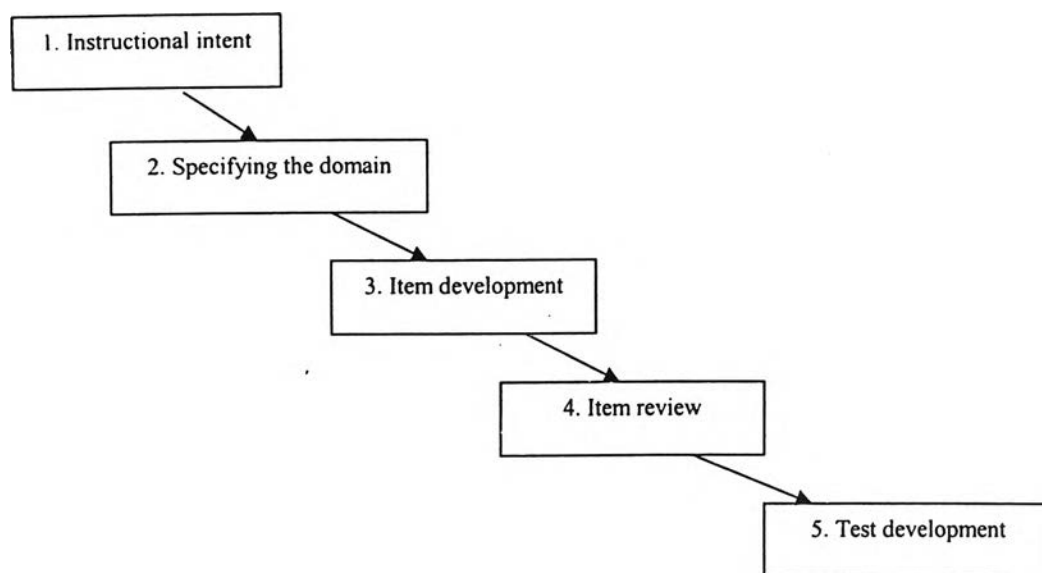 1. Instructional intent
2. Specifying the domain
3. Item development
4. Item review
5. Test development